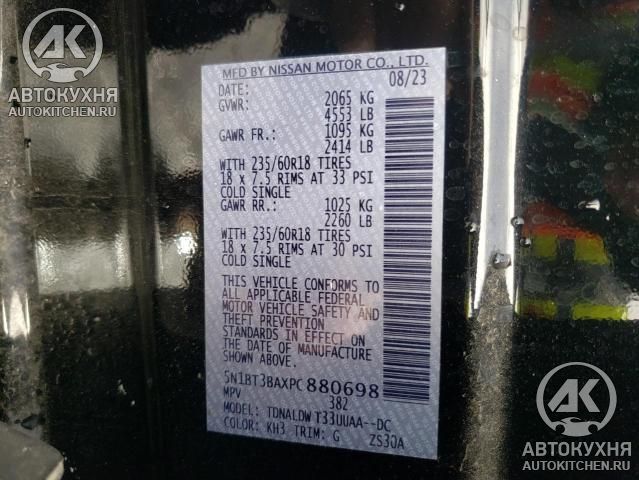 АК
АВТОКУХНЯ
AUTOKITCHEN.RU
MFD BY NISSAN MOTOR CO., LTD.
DATE: 08/23
GVWR: 2065 KG
4553 LB
GAWR FR.: 1095 KG
2414 LB
WITH 235/60R18 TIRES
18 x 7.5 RIMS AT 33 PSI
COLD SINGLE
GAWR RR.: 1025 KG
2260 LB
WITH 235/60R18 TIRES
18 x 7.5 RIMS AT 30 PSI
COLD SINGLE
THIS VEHICLE CONFORMS TO
ALL APPLICABLE FEDERAL
MOTOR VEHICLE SAFETY AND
THEFT PREVENTION
STANDARDS IN EFFECT ON
THE DATE OF MANUFACTURE
SHOWN ABOVE.
5N1BT3BAXPC880698
MPV 382
MODEL: TDNALDW T33UUAA--DC
COLOR: KH3 TRIM: G ZS30A
АК
АВТОКУХНЯ
AUTOKITCHEN.RU